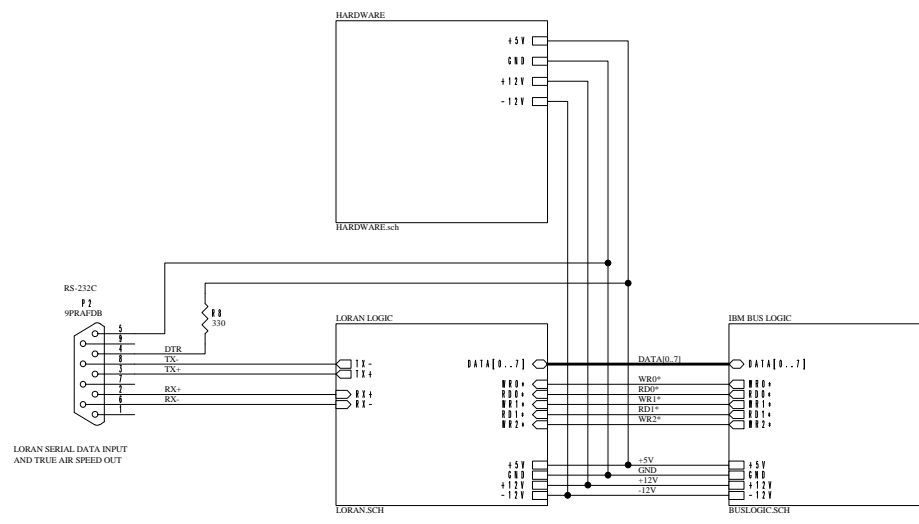 HARDWARE
+5V
GND
+12V
-12V
HARDWARE.sch
RS-232C
P2
9PRAFDB
5
9
4
8
3
7
2
6
1
DTR
TX-
TX+
RX+
RX-
R8
330
LORAN SERIAL DATA INPUT
AND TRUE AIR SPEED OUT
LORAN LOGIC
TX-
TX+
RX+
RX-
DATA[0..7]
WR0*
RD0*
WR1*
RD1*
WR2*
+5V
GND
+12V
-12V
LORAN.SCH
DATA[0..7]
WR0*
RD0*
WR1*
RD1*
WR2*
+5V
GND
+12V
-12V
IBM BUS LOGIC
DATA[0..7]
WR0*
RD0*
WR1*
RD1*
WR2*
+5V
GND
+12V
-12V
BUSLOGIC.SCH